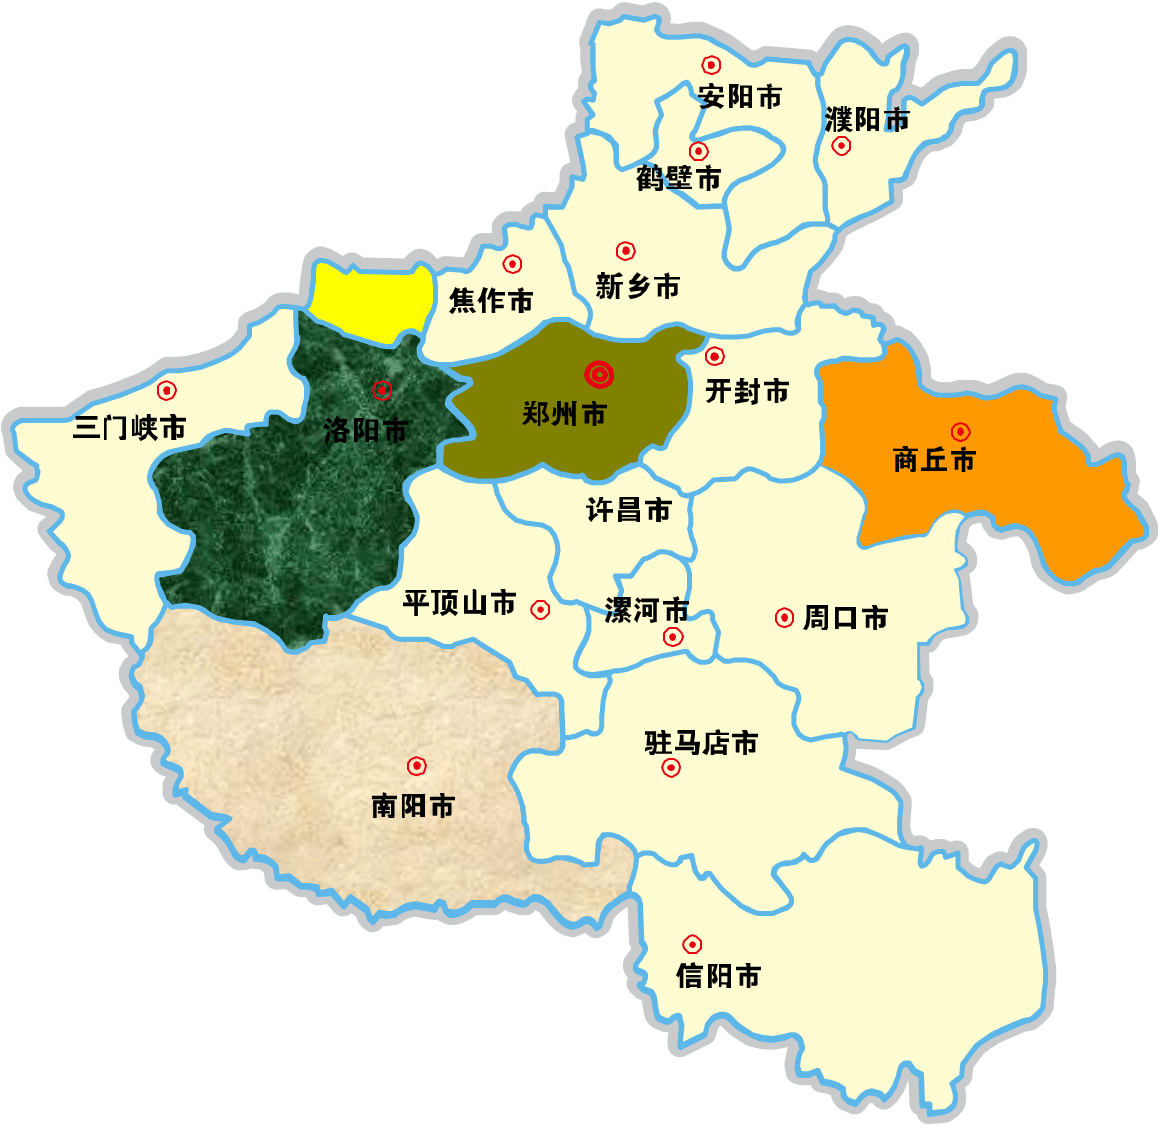 安阳市
濮阳市
鹤壁市
新乡市
焦作市
开封市
郑州市
三门峡市
洛阳市
商丘市
许昌市
平顶山市
漯河市
周口市
驻马店市
南阳市
信阳市